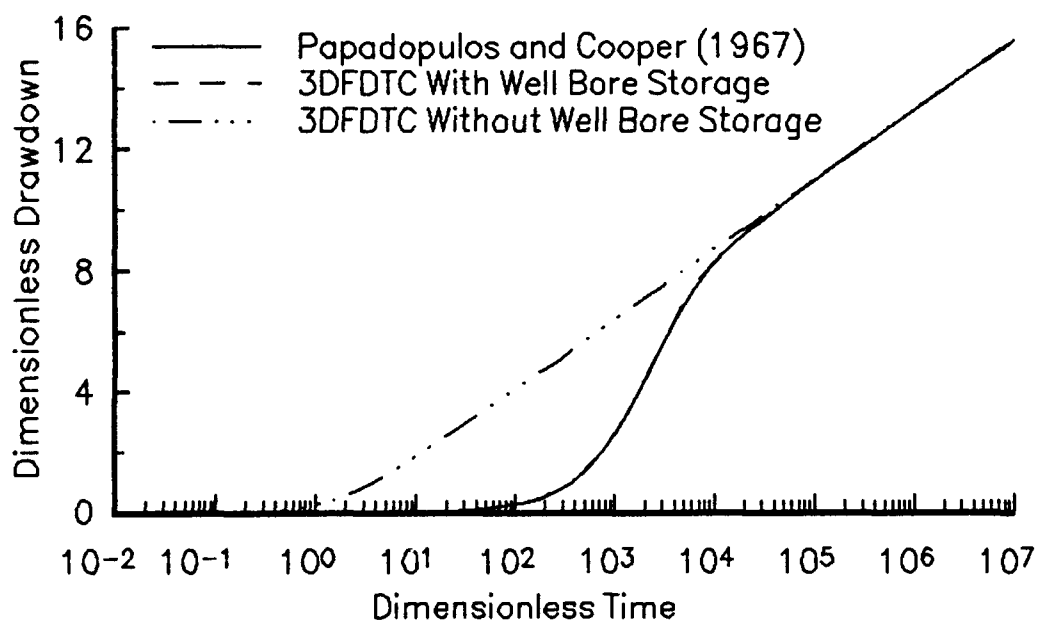 16
Papadopulos and Cooper (1967)
3DFDTC With Well Bore Storage
3DFDTC Without Well Bore Storage
12
8
4
0
Dimensionless Drawdown
10-2 10-1 10⁰ 10¹ 10² 10³ 10⁴ 10⁵ 10⁶ 10⁷
Dimensionless Time